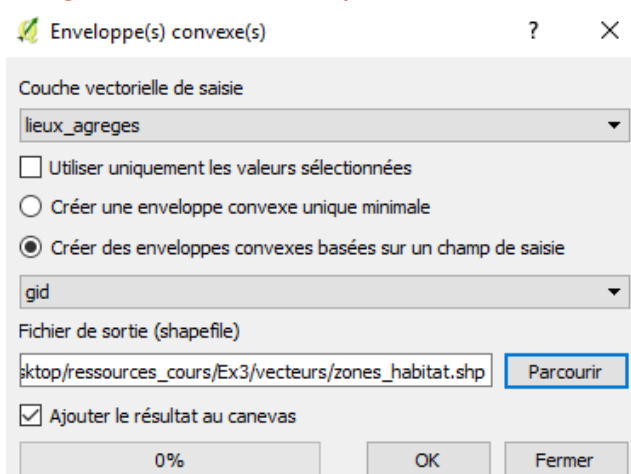 Enveloppe(s) convexe(s) ?
Couche vectorielle de saisie
lieux_agreges
Utiliser uniquement les valeurs sélectionnées
Créer une enveloppe convexe unique minimale
Créer des enveloppes convexes basées sur un champ de saisie
gid
Fichier de sortie (shapefile)
sktop/ressources_cours/Ex3/vecteurs/zones_habitat.shp Parcourir
Ajouter le résultat au canevas
0% OK Fermer